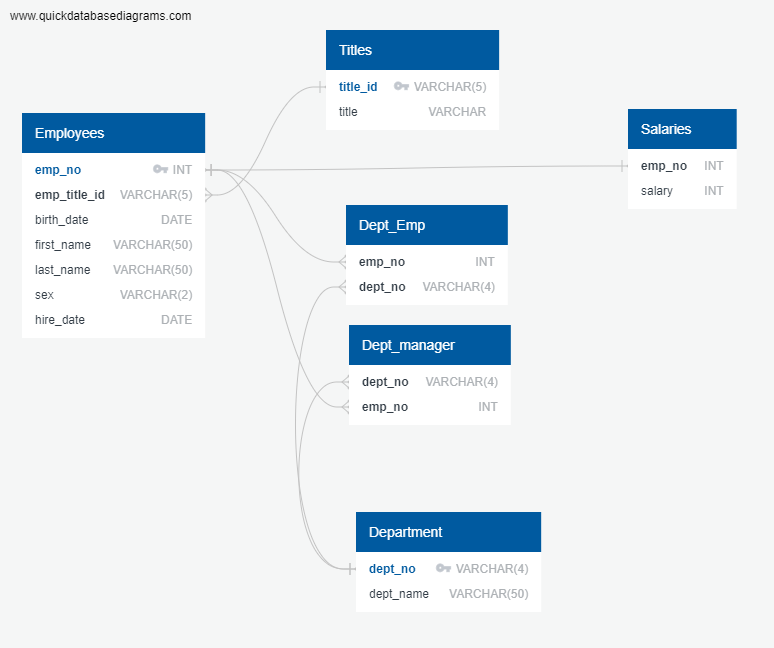 www.quickdatabasediagrams.com
Titles
title_id VARCHAR(5)
title VARCHAR
Employees
emp_no INT
emp_title_id VARCHAR(5)
birth_date DATE
first_name VARCHAR(50)
last_name VARCHAR(50)
sex VARCHAR(2)
hire_date DATE
Salaries
emp_no INT
salary INT
Dept_Emp
emp_no INT
dept_no VARCHAR(4)
Dept_manager
dept_no VARCHAR(4)
emp_no INT
Department
dept_no VARCHAR(4)
dept_name VARCHAR(50)